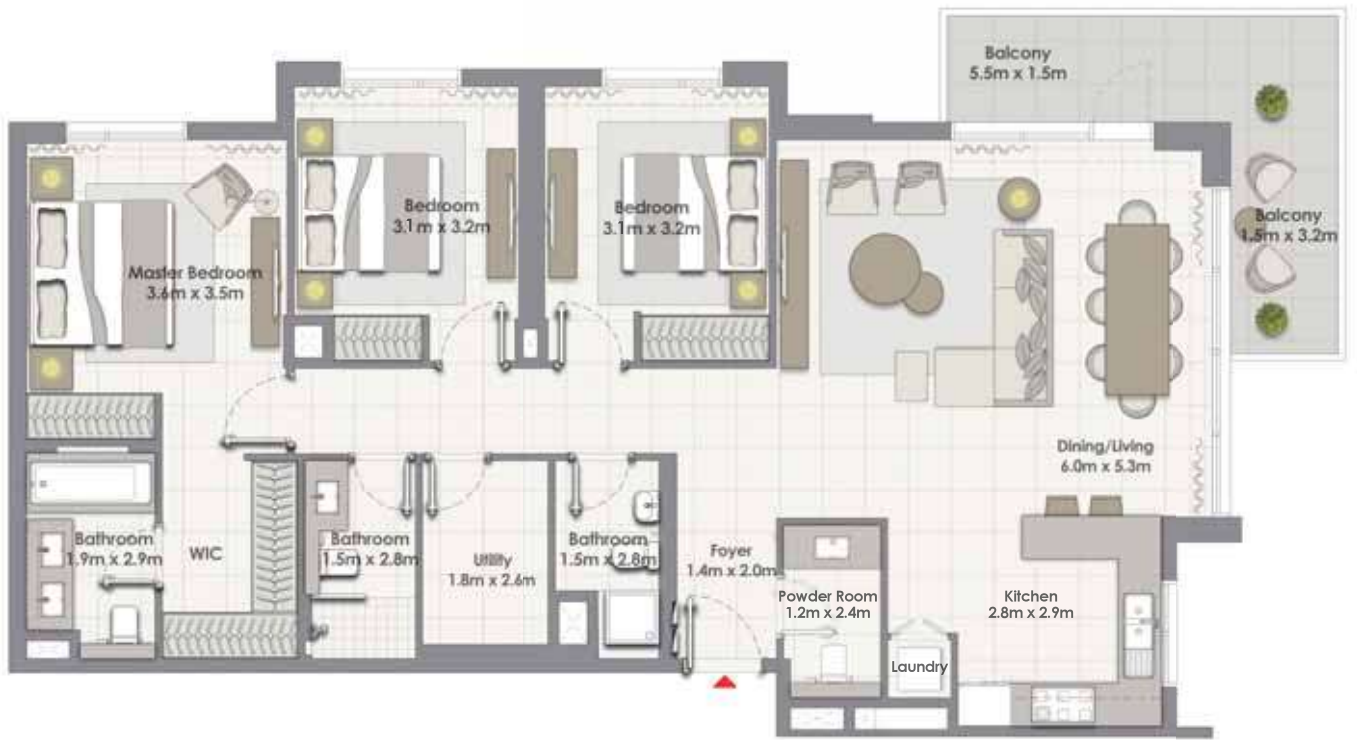 Balcony
5.5m x 1.5m
Bedroom
3.1m x 3.2m
Bedroom
3.1m x 3.2m
Balcony
1.5m x 3.2m
Master Bedroom
3.6m x 3.5m
Dining/Living
6.0m x 5.3m
Bathroom
1.9m x 2.9m
WIC
Bathroom
1.5m x 2.8m
Utility
1.8m x 2.6m
Bathroom
1.5m x 2.8m
Foyer
1.4m x 2.0m
Powder Room
1.2m x 2.4m
Kitchen
2.8m x 2.9m
Laundry